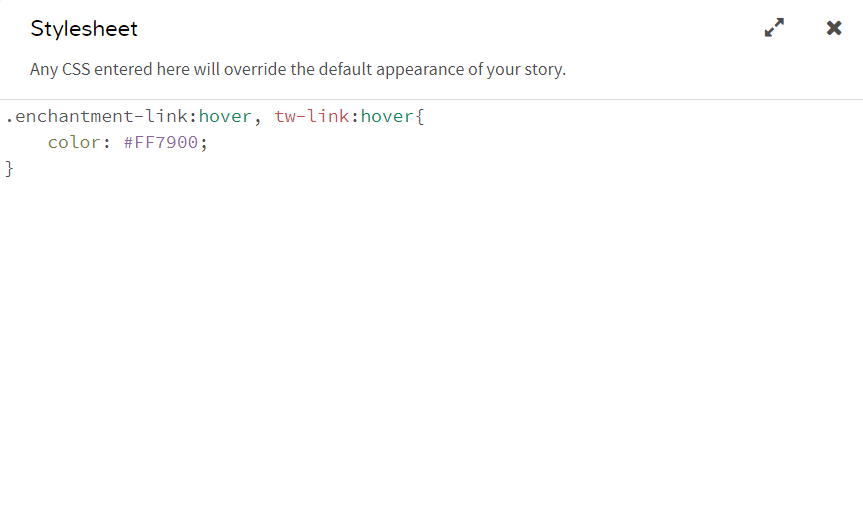 Stylesheet
Any CSS entered here will override the default appearance of your story.
.enchantment-link:hover, tw-link:hover{
    color: #FF7900;
}